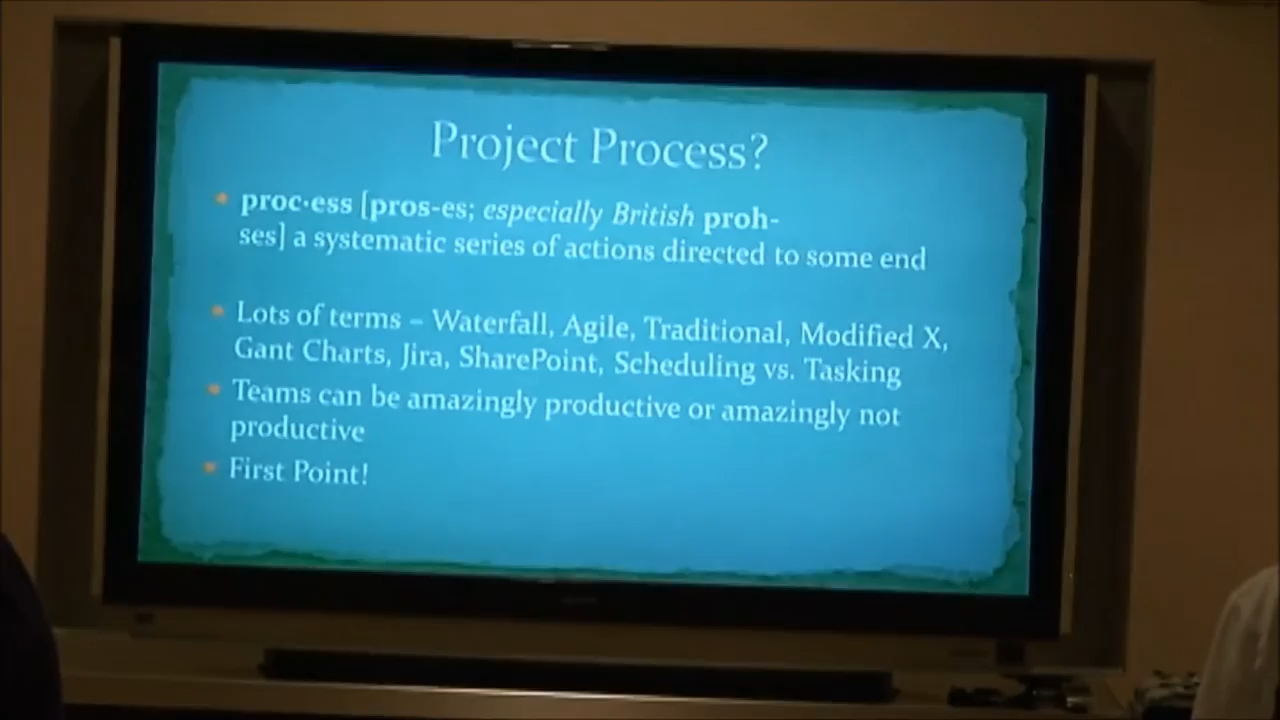 Project Process?
• proc·ess [pros-es; especially British proh-
ses] a systematic series of actions directed to some end
• Lots of terms – Waterfall, Agile, Traditional, Modified X,
Gant Charts, Jira, SharePoint, Scheduling vs. Tasking
• Teams can be amazingly productive or amazingly not
productive
• First Point!